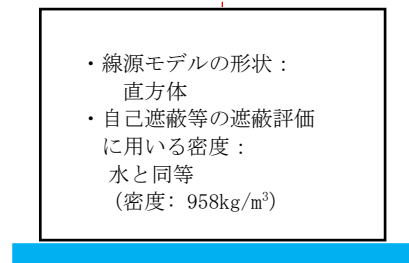 ・線源モデルの形状：
直方体
・自己遮蔽等の遮蔽評価
に用いる密度：
水と同等
（密度: 958kg/m³）